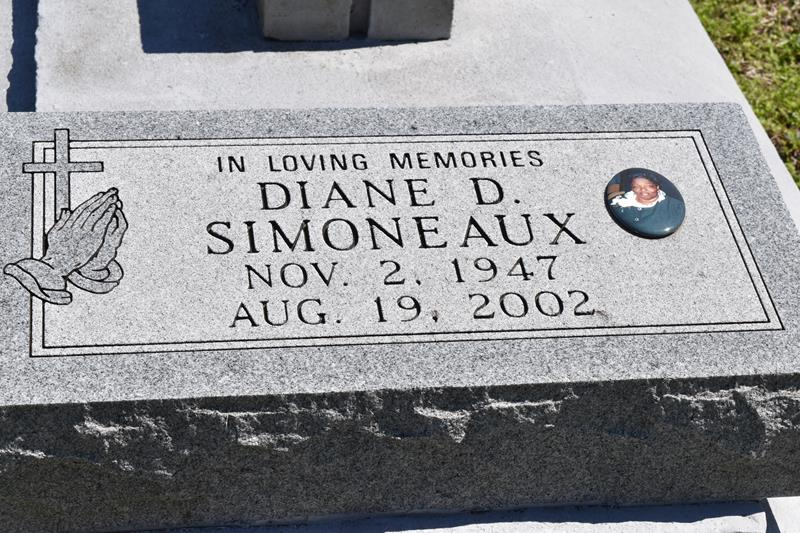 IN LOVING MEMORIES
DIANE D.
SIMONEAUX
NOV. 2, 1947
AUG. 19, 2002